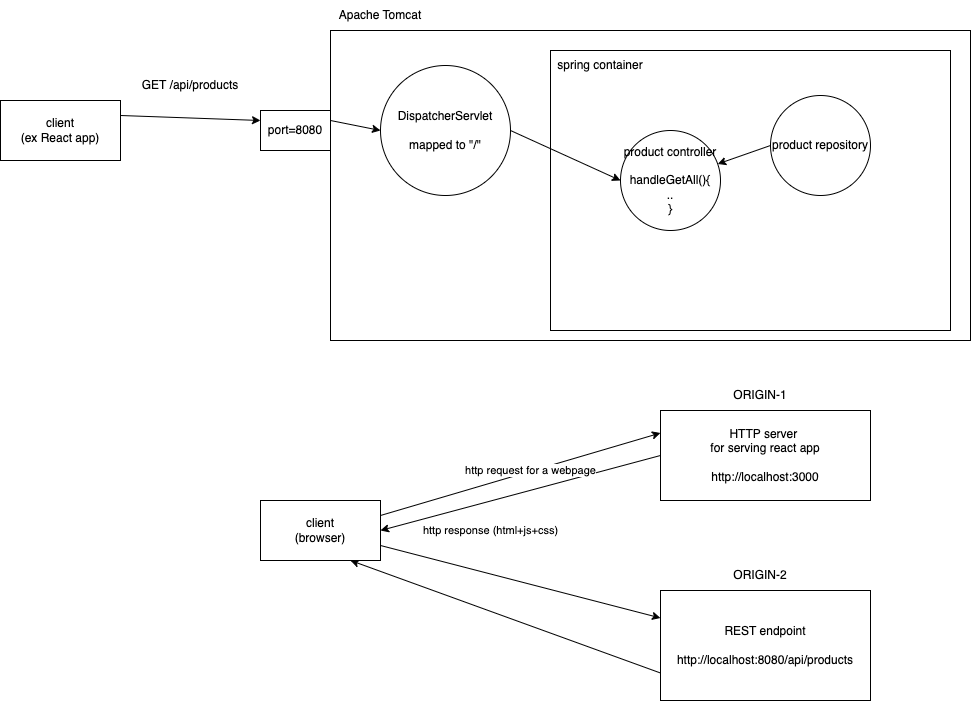 Apache Tomcat
spring container
GET /api/products
client
(ex React app)
port=8080
DispatcherServlet
mapped to "/"
product controller
handleGetAll(){
..
}
product repository
ORIGIN-1
HTTP server
for serving react app
http://localhost:3000
http request for a webpage
http response (html+js+css)
client
(browser)
ORIGIN-2
REST endpoint
http://localhost:8080/api/products